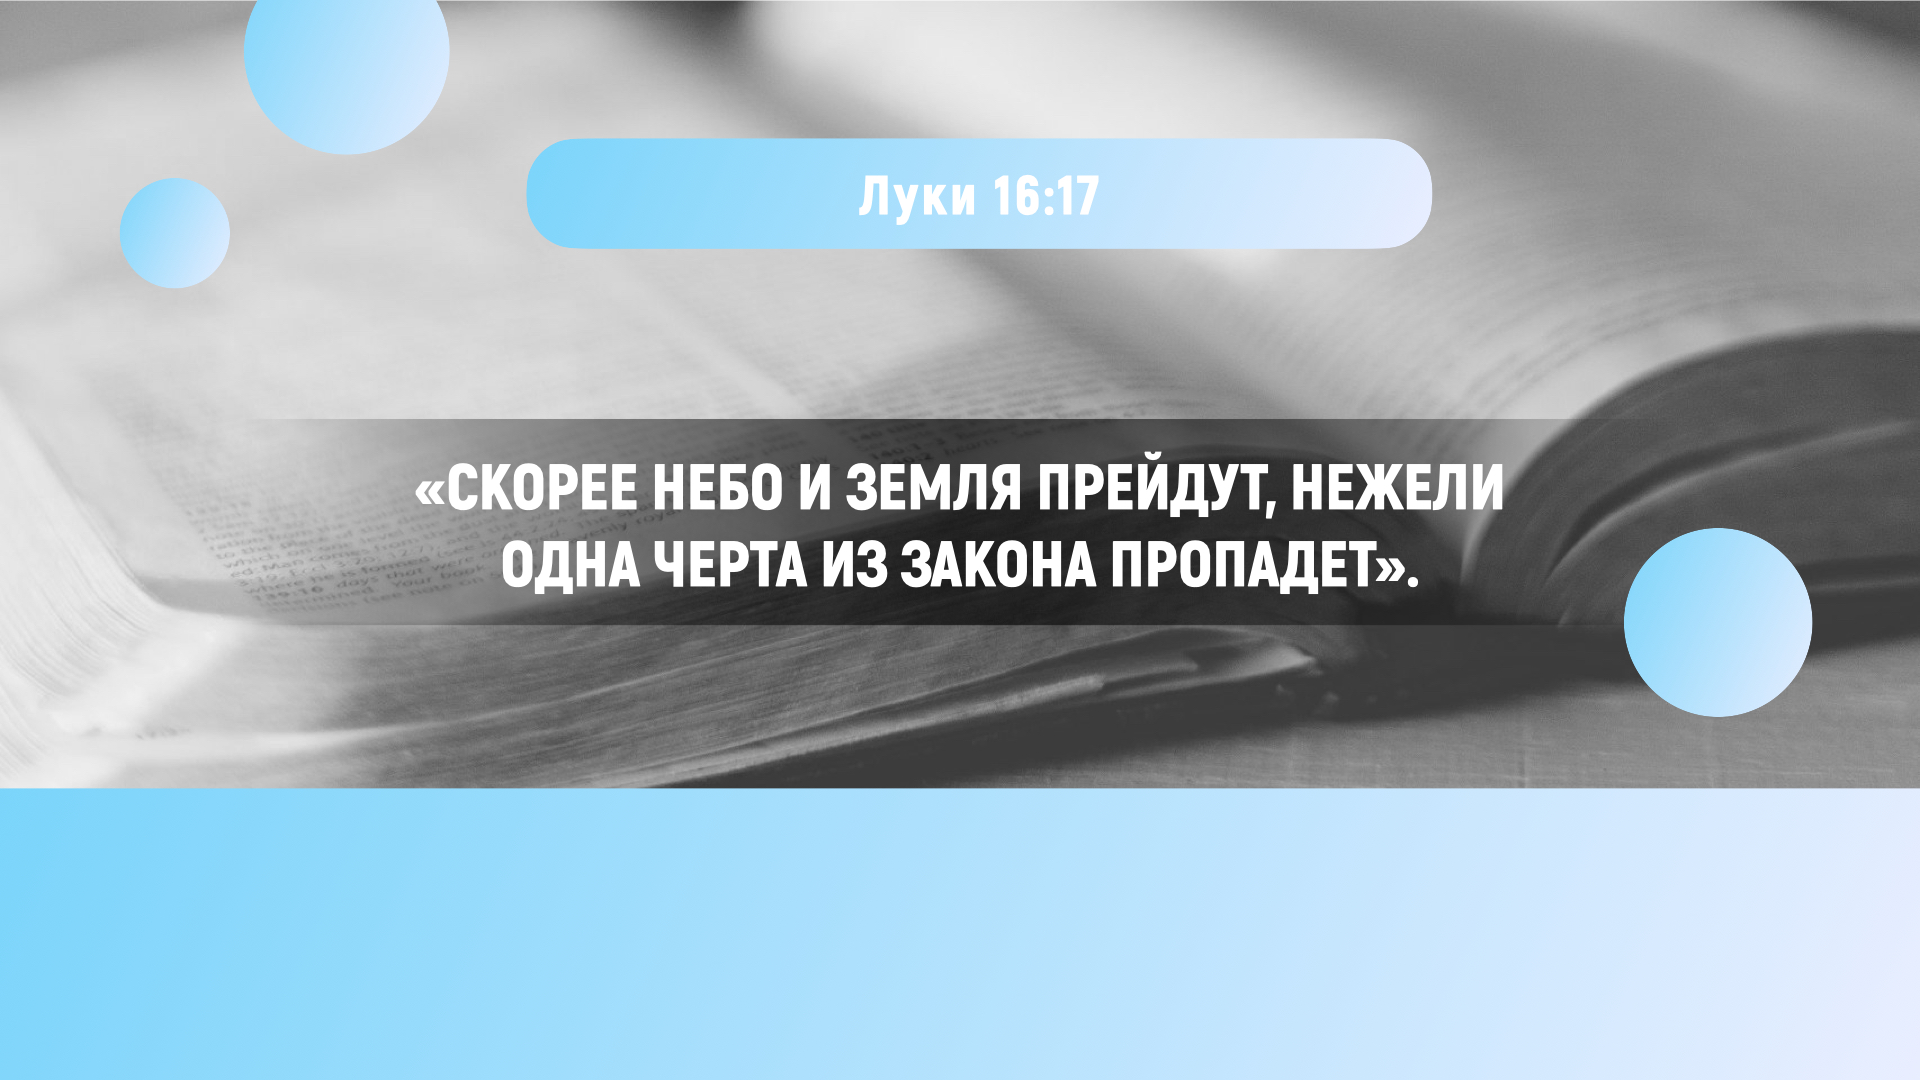 Луки 16:17
«СКОРЕЕ НЕБО И ЗЕМЛЯ ПРЕЙДУТ, НЕЖЕЛИ
ОДНА ЧЕРТА ИЗ ЗАКОНА ПРОПАДЕТ».